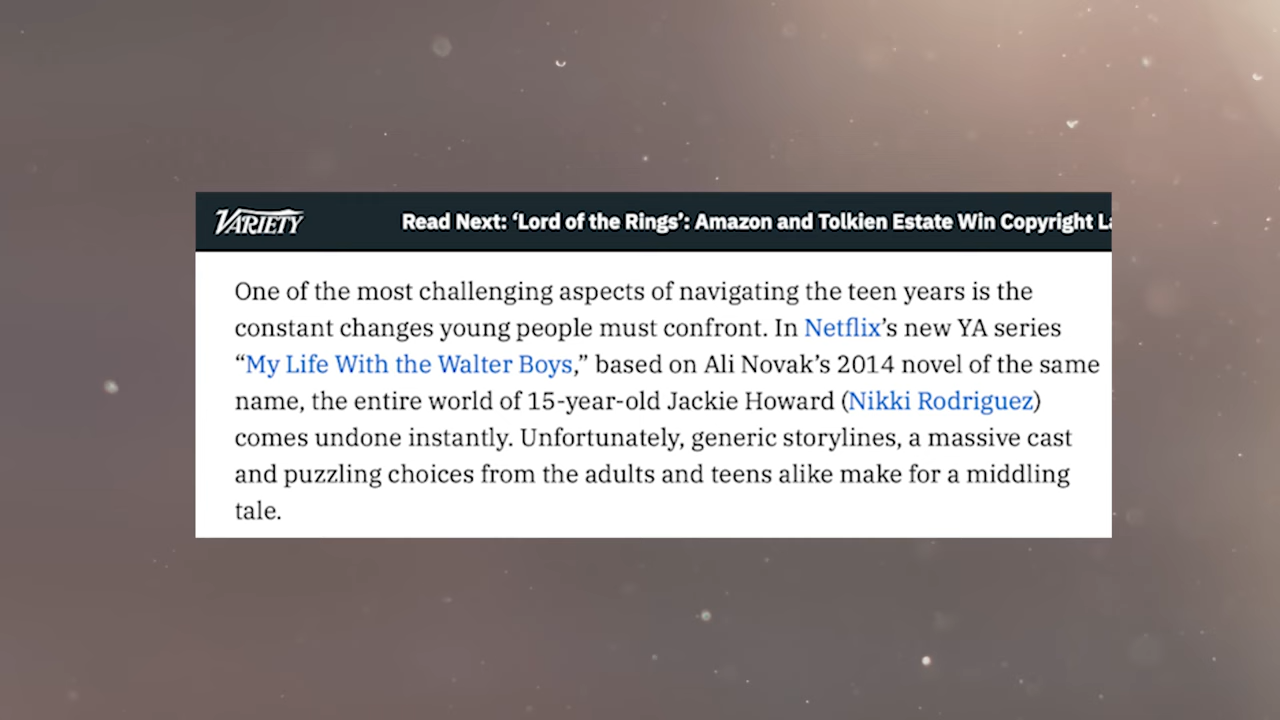 VARIETY
Read Next: ‘Lord of the Rings’: Amazon and Tolkien Estate Win Copyright
One of the most challenging aspects of navigating the teen years is the
constant changes young people must confront. In Netflix’s new YA series
“My Life With the Walter Boys,” based on Ali Novak’s 2014 novel of the same
name, the entire world of 15-year-old Jackie Howard (Nikki Rodriguez)
comes undone instantly. Unfortunately, generic storylines, a massive cast
and puzzling choices from the adults and teens alike make for a middling
tale.